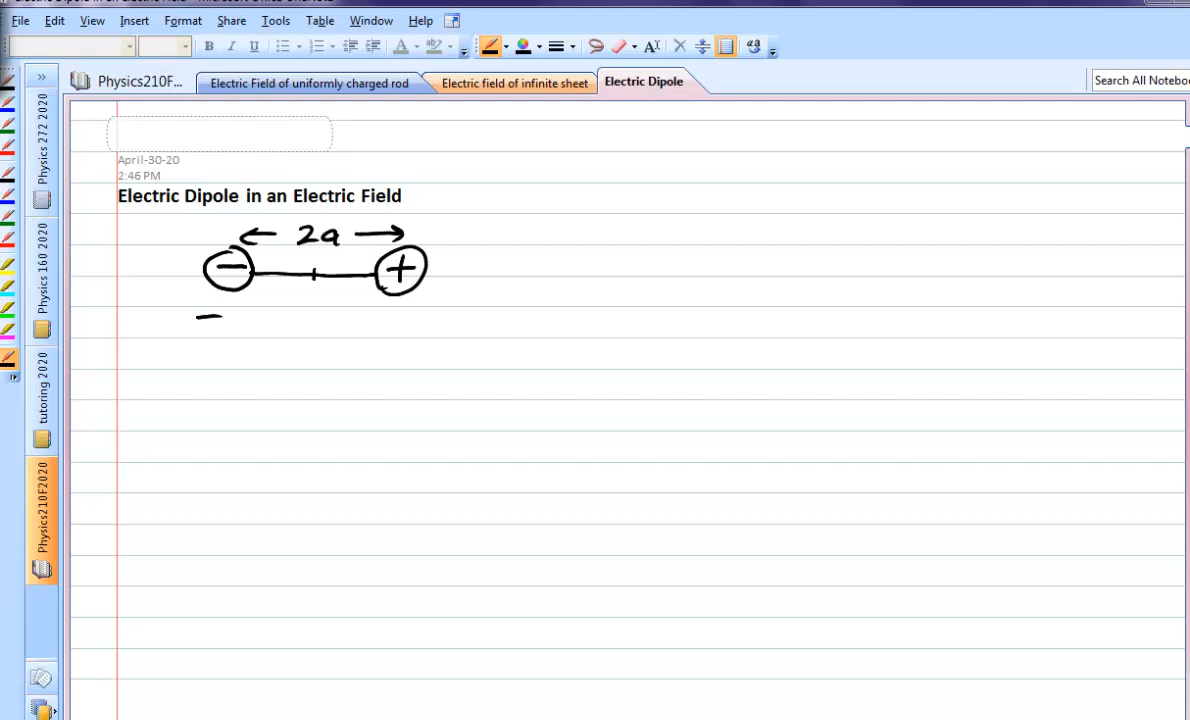 File Edit View Insert Format Share Tools Table Window Help
B I U
Physics210F... Electric Field of uniformly charged rod Electric field of infinite sheet Electric Dipole Search All Notebo
Physics 272 2020
Physics 160 2020
tutoring 2020
Physics210F2020
April-30-20
2:46 PM
Electric Dipole in an Electric Field
← 2a →
− +
−